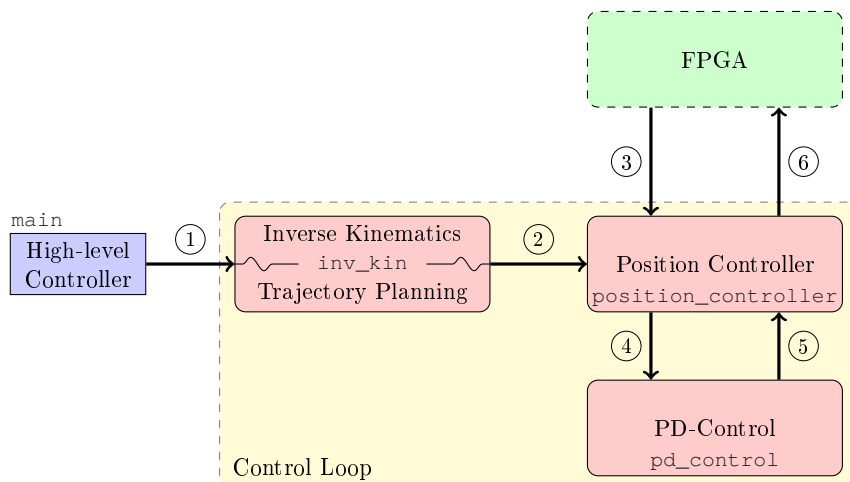 FPGA
3
6
main
High-level
Controller
1
Inverse Kinematics
inv_kin
Trajectory Planning
2
Position Controller
position_controller
4
5
PD-Control
pd_control
Control Loop